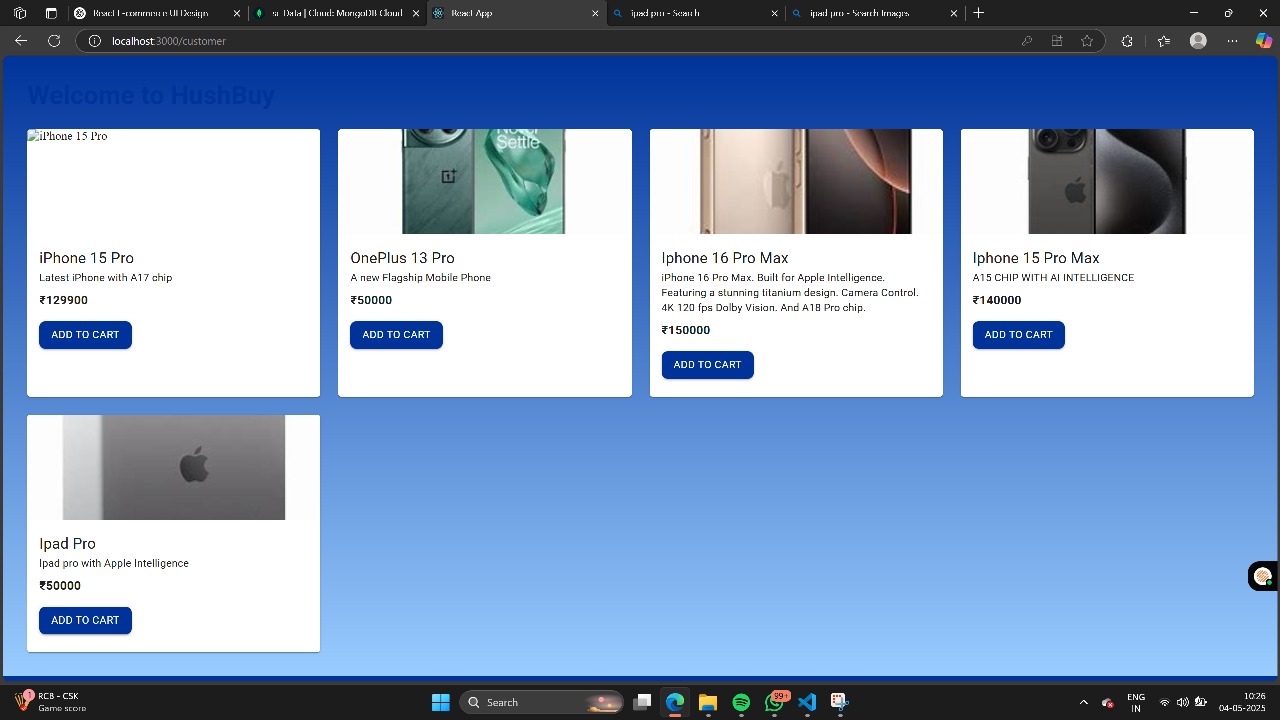 React E-commerce UI Design
sr Data | Cloud: MongoDB Cloud
React App
ipad pro - Search
ipad pro - Search Images
localhost:3000/customer
Welcome to HushBuy
iPhone 15 Pro
Never
Settle
iPhone 15 Pro
Latest iPhone with A17 chip
₹129900
ADD TO CART
OnePlus 13 Pro
A new Flagship Mobile Phone
₹50000
ADD TO CART
Iphone 16 Pro Max
iPhone 16 Pro Max. Built for Apple Intelligence.
Featuring a stunning titanium design. Camera Control.
4K 120 fps Dolby Vision. And A18 Pro chip.
₹150000
ADD TO CART
Iphone 15 Pro Max
A15 CHIP WITH AI INTELLIGENCE
₹140000
ADD TO CART
Ipad Pro
Ipad pro with Apple Intelligence
₹50000
ADD TO CART
1
RCB - CSK
Game score
Search
99+
ENG
IN
10:26
04-05-2025